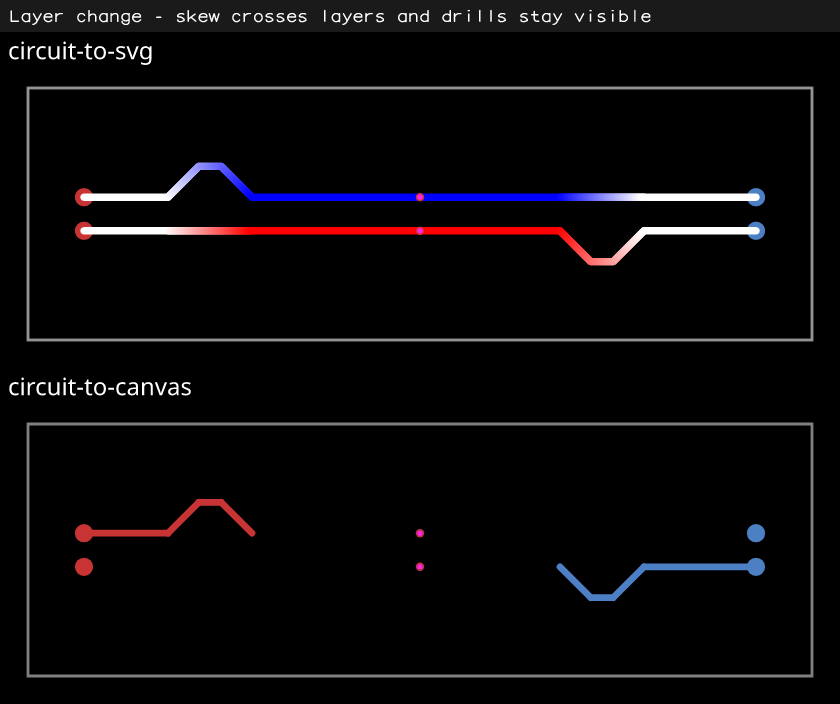 Layer change - skew crosses layers and drills stay visible
circuit-to-svg
circuit-to-canvas